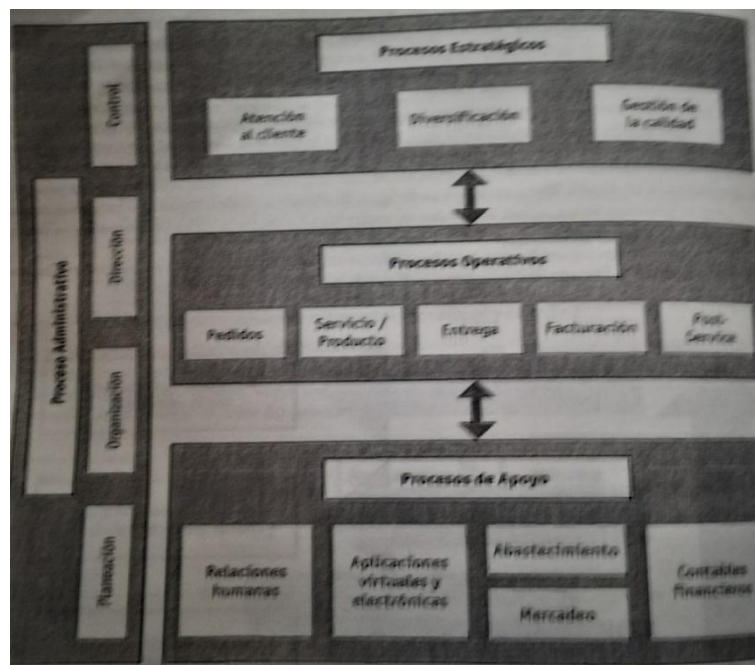 Proceso Administrativo
Control
Dirección
Organización
Planeación
Procesos Estratégicos
Atención
al cliente
Diversificación
Gestión de
la calidad
Procesos Operativos
Pedidos
Servicio /
Producto
Entrega
Facturación
Post-
Service
Procesos de Apoyo
Relaciones
humanas
Aplicaciones
virtuales y
electrónicas
Abastecimiento
Mercadeo
Contables
Financieros